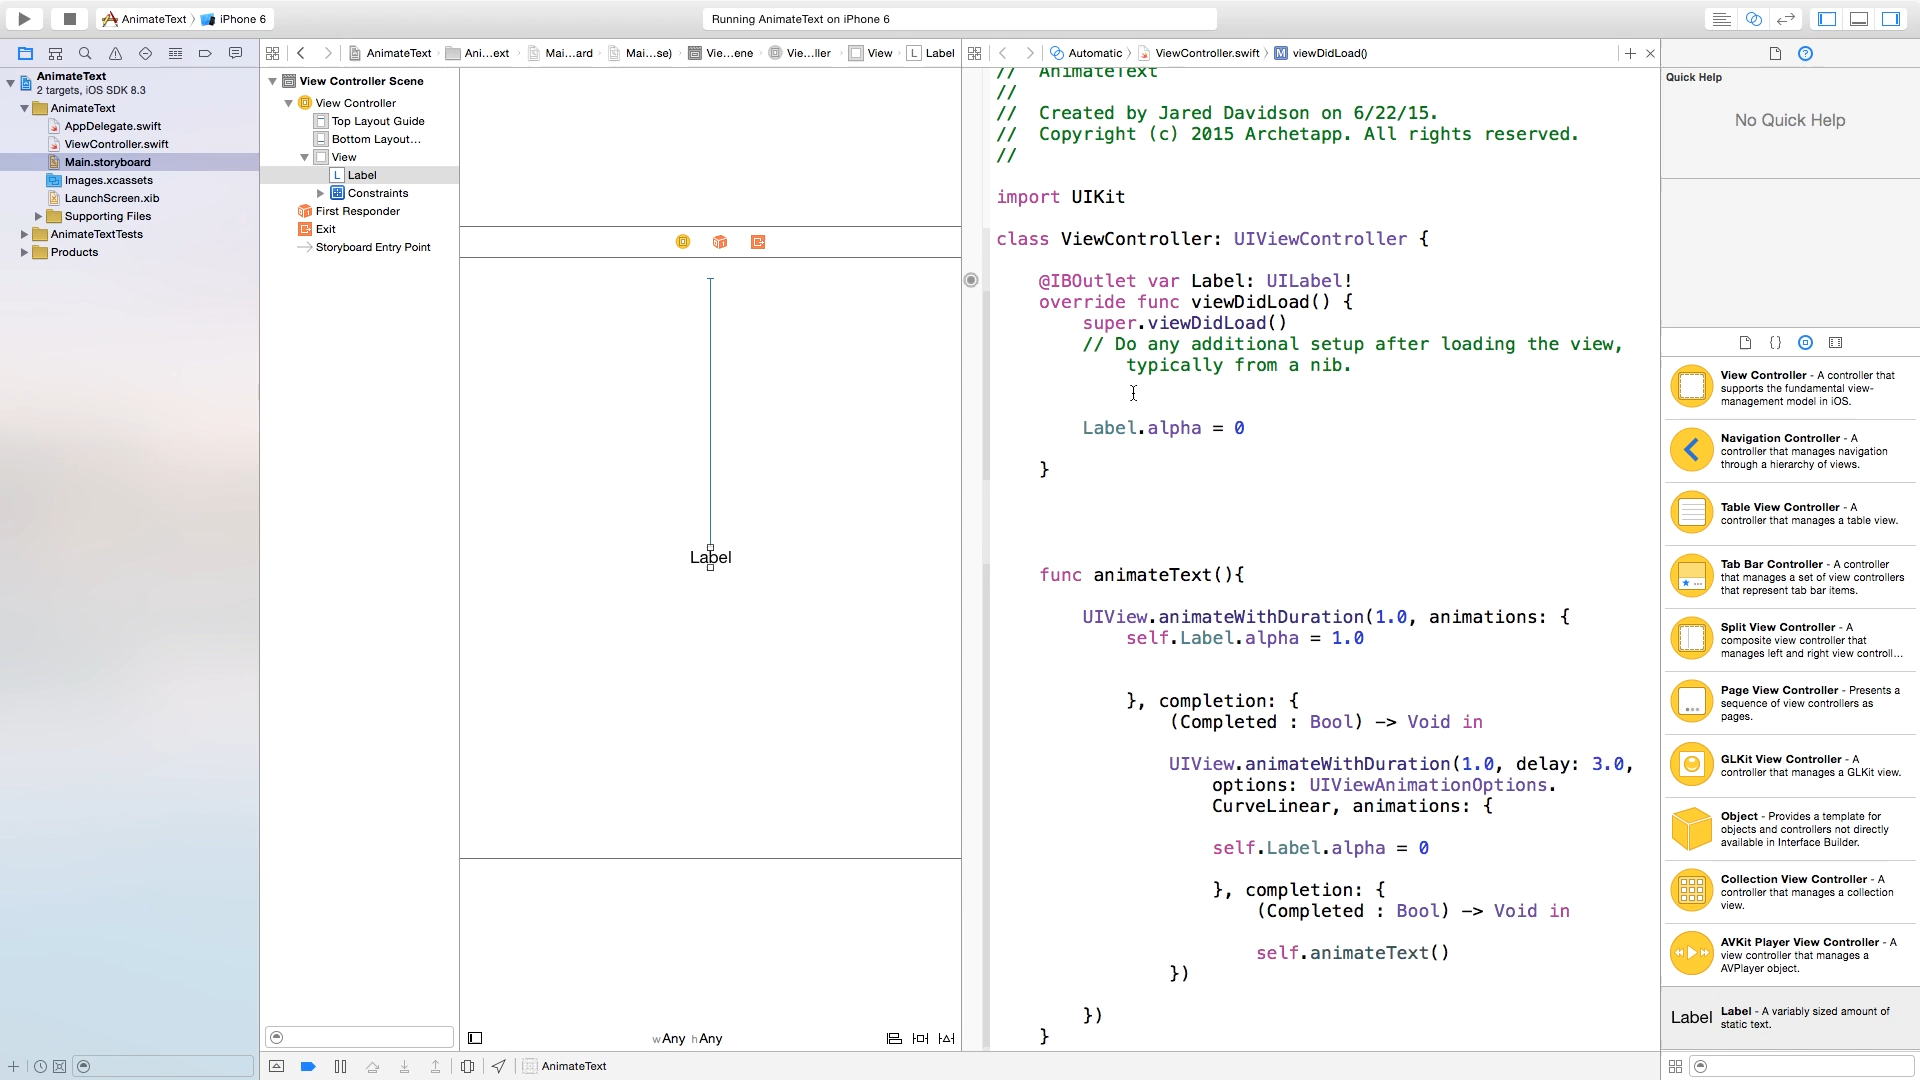 AnimateText
iPhone 6
Running AnimateText on iPhone 6
AnimateText
Ani...ext
Mai...ard
Mai...se)
Vie...ene
Vie...ller
View
L Label
Automatic
ViewController.swift
M viewDidLoad()
AnimateText
2 targets, iOS SDK 8.3
AnimateText
AppDelegate.swift
ViewController.swift
Main.storyboard
Images.xcassets
LaunchScreen.xib
Supporting Files
AnimateTextTests
Products
View Controller Scene
View Controller
Top Layout Guide
Bottom Layout...
View
L Label
Constraints
First Responder
Exit
Storyboard Entry Point
Label
wAny hAny
// AnimateText
//
// Created by Jared Davidson on 6/22/15.
// Copyright (c) 2015 Archetapp. All rights reserved.
//
import UIKit
class ViewController: UIViewController {
@IBOutlet var Label: UILabel!
override func viewDidLoad() {
super.viewDidLoad()
// Do any additional setup after loading the view,
typically from a nib.
Label.alpha = 0
}
func animateText(){
UIView.animateWithDuration(1.0, animations: {
self.Label.alpha = 1.0
}, completion: {
(Completed : Bool) -> Void in
UIView.animateWithDuration(1.0, delay: 3.0,
options: UIViewAnimationOptions.
CurveLinear, animations: {
self.Label.alpha = 0
}, completion: {
(Completed : Bool) -> Void in
self.animateText()
})
})
}
AnimateText
Quick Help
No Quick Help
View Controller - A controller that
supports the fundamental view-
management model in iOS.
Navigation Controller - A
controller that manages navigation
through a hierarchy of views.
Table View Controller - A
controller that manages a table view.
Tab Bar Controller - A controller
that manages a set of view controllers
that represent tab bar items.
Split View Controller - A
composite view controller that
manages left and right view controll...
Page View Controller - Presents a
sequence of view controllers as
pages.
GLKit View Controller - A
controller that manages a GLKit view.
Object - Provides a template for
objects and controllers not directly
available in Interface Builder.
Collection View Controller - A
controller that manages a collection
view.
AVKit Player View Controller - A
view controller that manages a
AVPlayer object.
Label
Label - A variably sized amount of
static text.